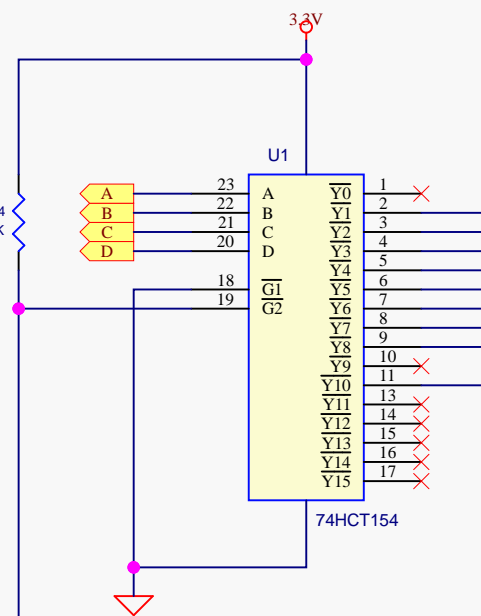 3.3V
U1
A 23 A Y0 1
B 22 B Y1 2
C 21 C Y2 3
D 20 D Y3 4
Y4 5
18 G1 Y5 6
19 G2 Y6 7
Y7 8
Y8 9
Y9 10
Y10 11
Y11 13
Y12 14
Y13 15
Y14 16
Y15 17
4
K
74HCT154